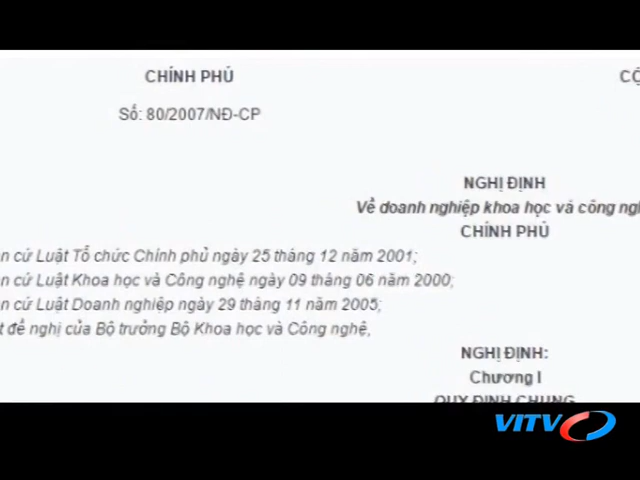 CHÍNH PHỦ
Số: 80/2007/NĐ-CP
NGHỊ ĐỊNH
Về doanh nghiệp khoa học và công
CHÍNH PHỦ
cứ Luật Tổ chức Chính phủ ngày 25 tháng 12 năm 2001;
cứ Luật Khoa học và Công nghệ ngày 09 tháng 06 năm 2000;
cứ Luật Doanh nghiệp ngày 29 tháng 11 năm 2005;
đề nghị của Bộ trưởng Bộ Khoa học và Công nghệ,
NGHỊ ĐỊNH:
Chương I
QUY ĐỊNH CHUNG
VITV